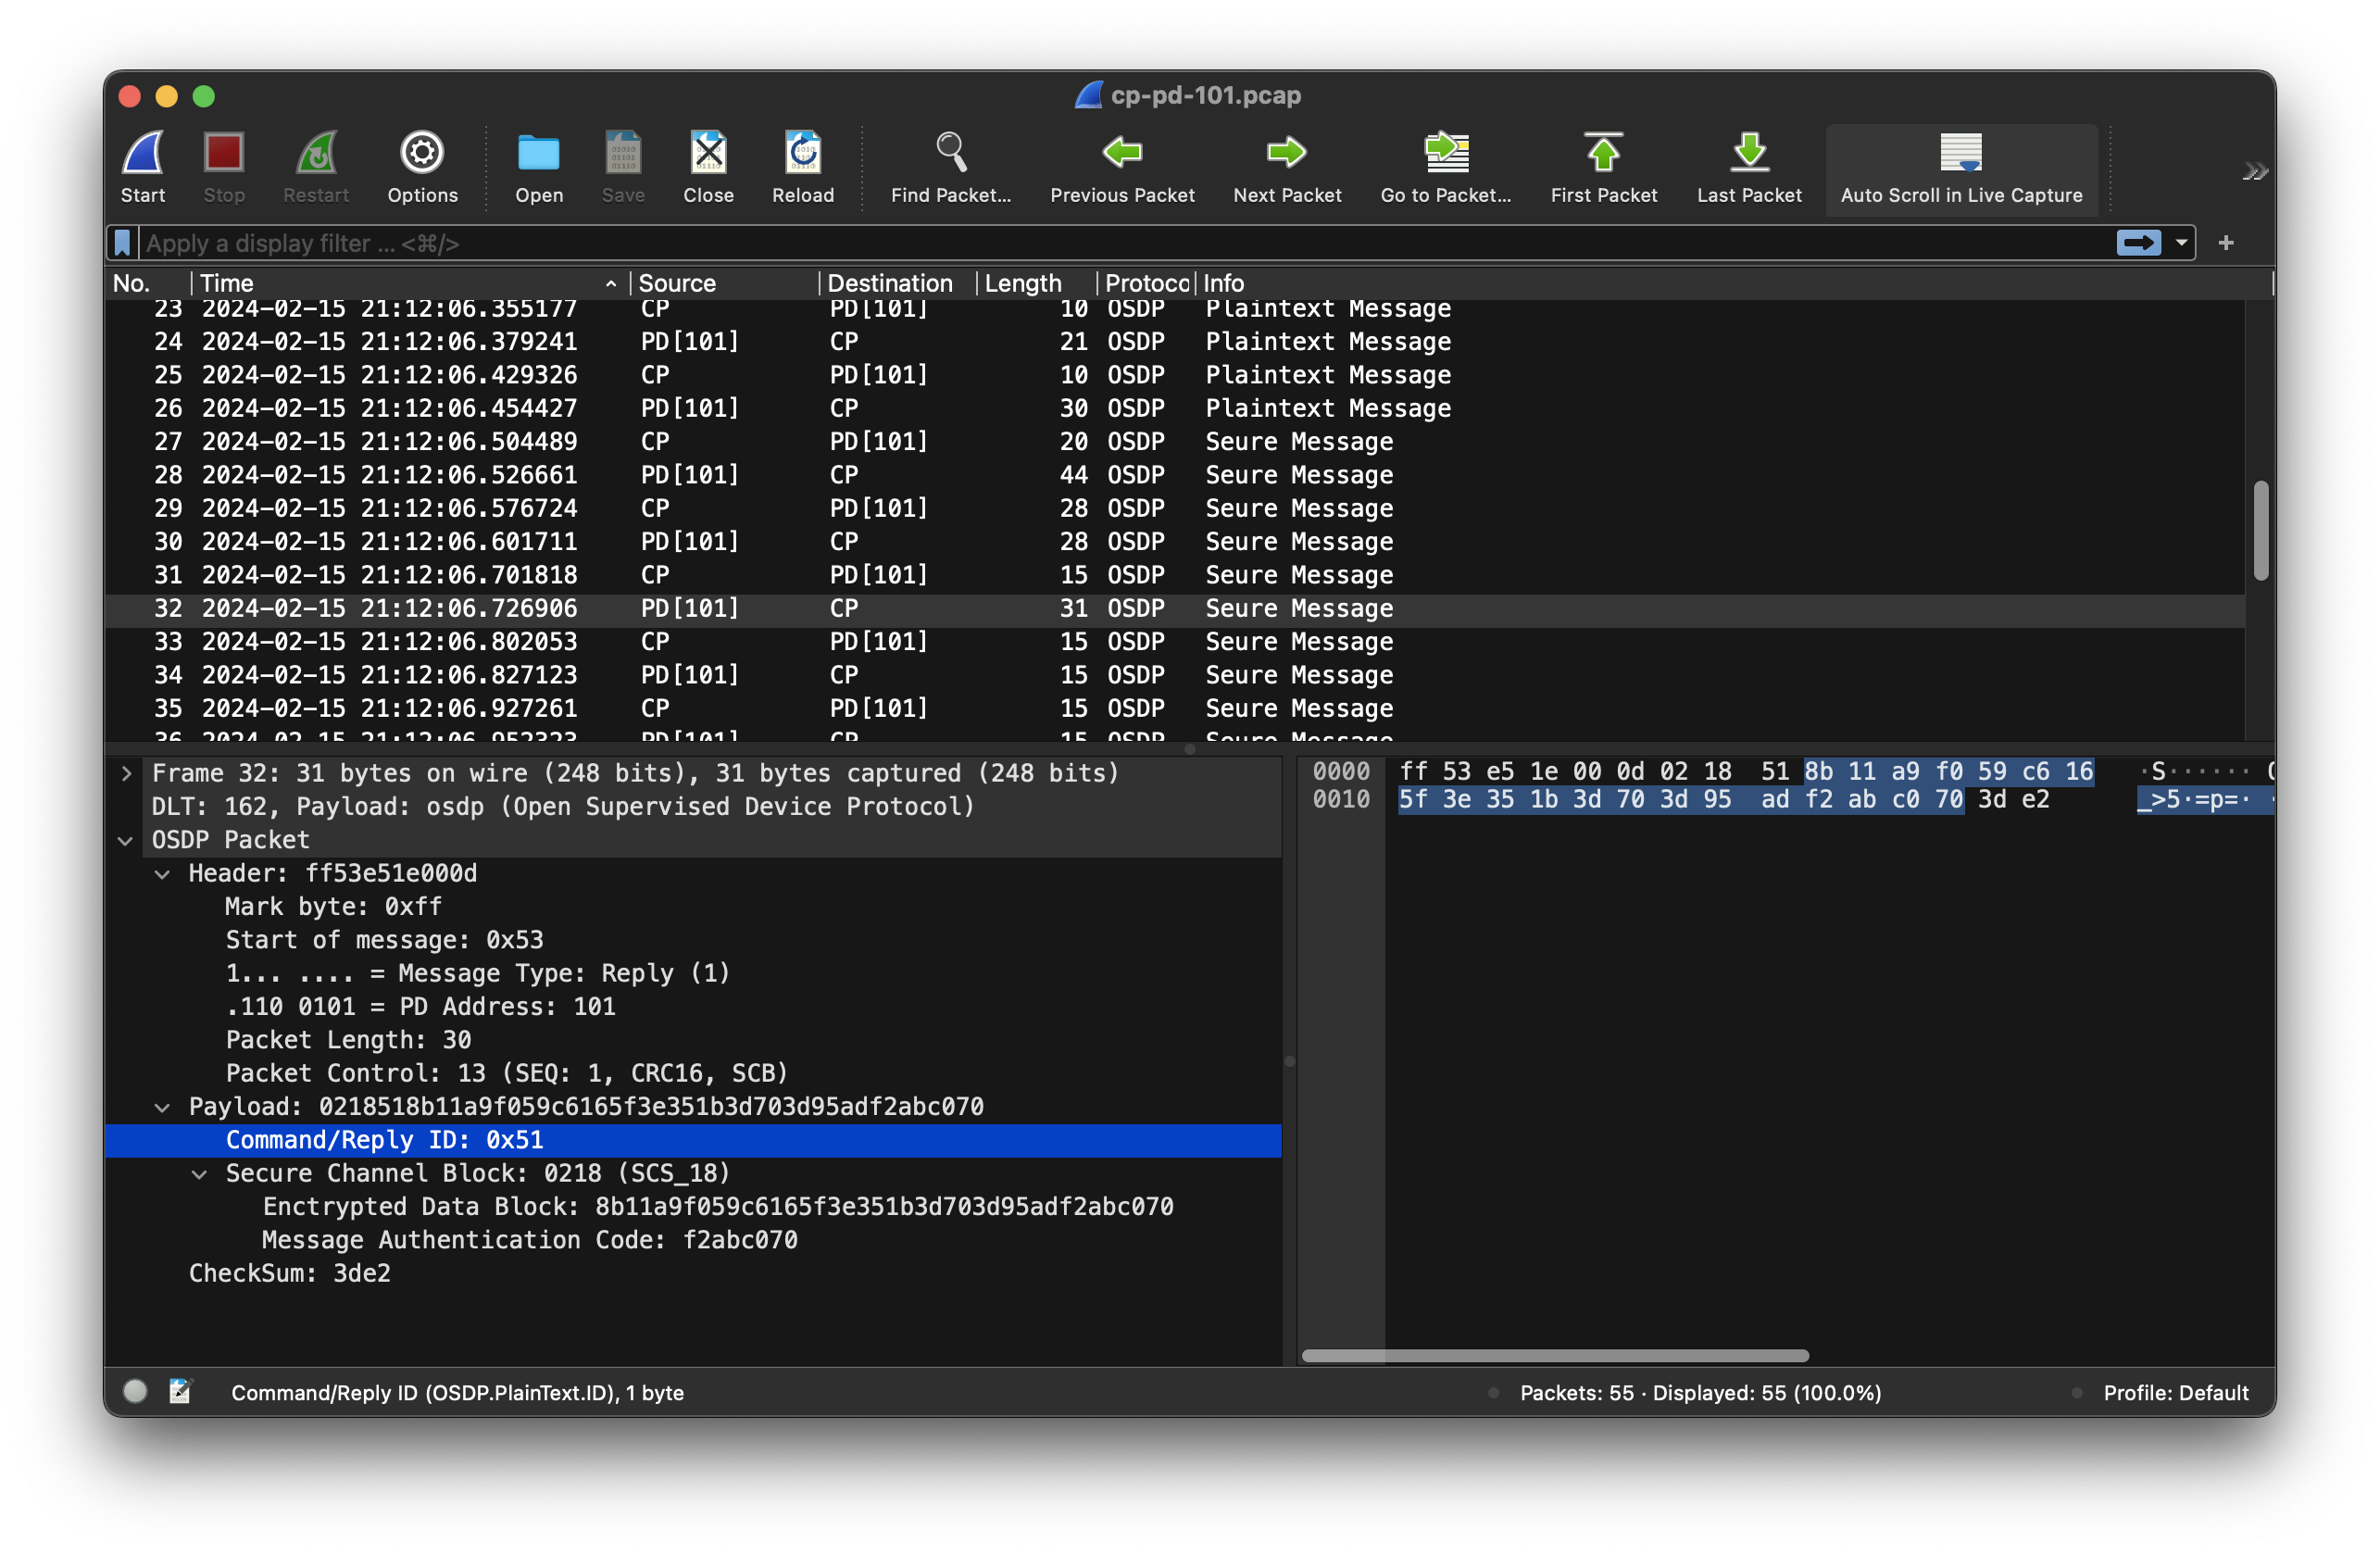 cp-pd-101.pcap
Start Stop Restart Options Open Save Close Reload Find Packet... Previous Packet Next Packet Go to Packet... First Packet Last Packet Auto Scroll in Live Capture
Apply a display filter ... <⌘/>
No. Time Source Destination Length Protoco Info
23 2024-02-15 21:12:06.355177 CP PD[101] 10 OSDP Plaintext Message
24 2024-02-15 21:12:06.379241 PD[101] CP 21 OSDP Plaintext Message
25 2024-02-15 21:12:06.429326 CP PD[101] 10 OSDP Plaintext Message
26 2024-02-15 21:12:06.454427 PD[101] CP 30 OSDP Plaintext Message
27 2024-02-15 21:12:06.504489 CP PD[101] 20 OSDP Seure Message
28 2024-02-15 21:12:06.526661 PD[101] CP 44 OSDP Seure Message
29 2024-02-15 21:12:06.576724 CP PD[101] 28 OSDP Seure Message
30 2024-02-15 21:12:06.601711 PD[101] CP 28 OSDP Seure Message
31 2024-02-15 21:12:06.701818 CP PD[101] 15 OSDP Seure Message
32 2024-02-15 21:12:06.726906 PD[101] CP 31 OSDP Seure Message
33 2024-02-15 21:12:06.802053 CP PD[101] 15 OSDP Seure Message
34 2024-02-15 21:12:06.827123 PD[101] CP 15 OSDP Seure Message
35 2024-02-15 21:12:06.927261 CP PD[101] 15 OSDP Seure Message
36 2024-02-15 21:12:06.952323 PD[101] CP 15 OSDP Seure Message
Frame 32: 31 bytes on wire (248 bits), 31 bytes captured (248 bits)
DLT: 162, Payload: osdp (Open Supervised Device Protocol)
OSDP Packet
Header: ff53e51e000d
Mark byte: 0xff
Start of message: 0x53
1... .... = Message Type: Reply (1)
.110 0101 = PD Address: 101
Packet Length: 30
Packet Control: 13 (SEQ: 1, CRC16, SCB)
Payload: 0218518b11a9f059c6165f3e351b3d703d95adf2abc070
Command/Reply ID: 0x51
Secure Channel Block: 0218 (SCS_18)
Enctrypted Data Block: 8b11a9f059c6165f3e351b3d703d95adf2abc070
Message Authentication Code: f2abc070
CheckSum: 3de2
0000 ff 53 e5 1e 00 0d 02 18 51 8b 11 a9 f0 59 c6 16 ·S······
0010 5f 3e 35 1b 3d 70 3d 95 ad f2 ab c0 70 3d e2 _>5·=p=·
Command/Reply ID (OSDP.PlainText.ID), 1 byte
Packets: 55 · Displayed: 55 (100.0%)
Profile: Default